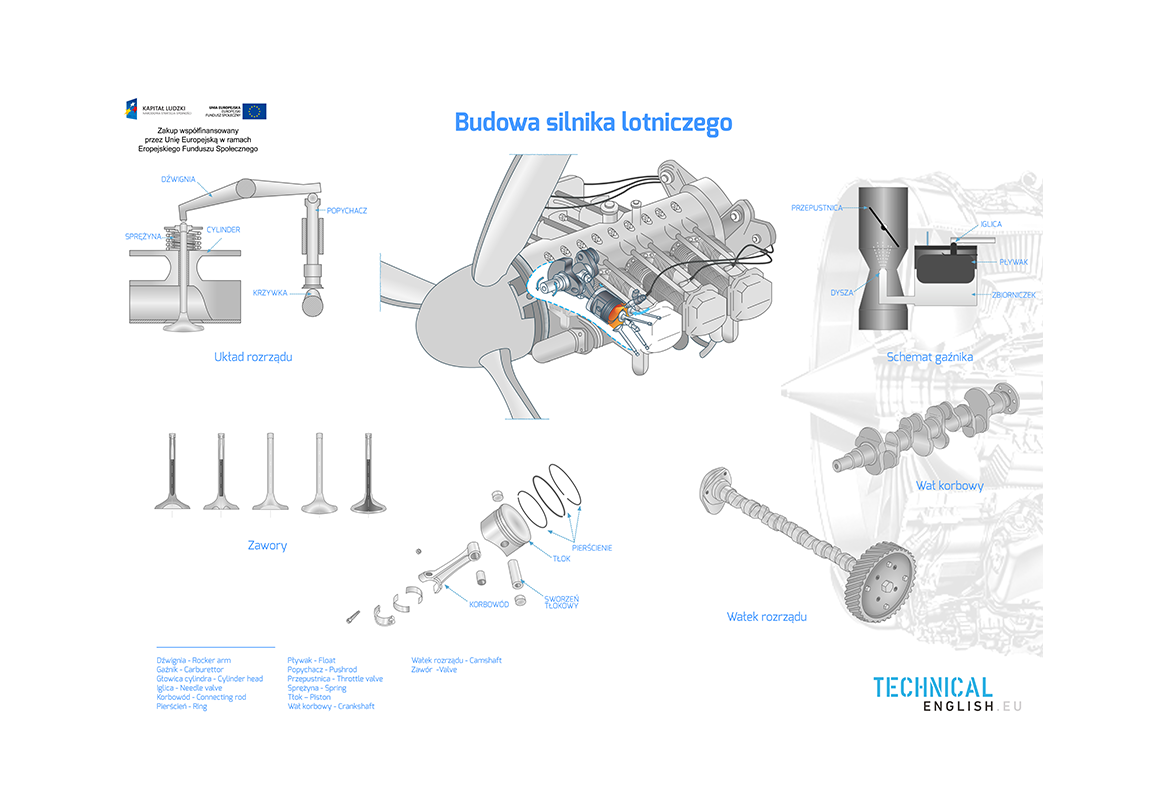 KAPITAŁ LUDZKI
NARODOWA STRATEGIA SPÓJNOŚCI
UNIA EUROPEJSKA
EUROPEJSKI
FUNDUSZ SPOŁECZNY
Zakup współfinansowany
przez Unię Europejską w ramach
Eropejskiego Funduszu Społecznego
Budowa silnika lotniczego
DŹWIGNIA
POPYCHACZ
SPRĘŻYNA
CYLINDER
KRZYWKA
Układ rozrządu
PRZEPUSTNICA
IGLICA
PŁYWAK
DYSZA
ZBIORNICZEK
Schemat gaźnika
Wał korbowy
Zawory
PIERŚCIENIE
TŁOK
KORBOWÓD
SWORZEŃ
TŁOKOWY
Wałek rozrządu
Dźwignia - Rocker arm
Gaźnik - Carburettor
Głowica cylindra - Cylinder head
Iglica - Needle valve
Korbowód - Connecting rod
Pierścień - Ring
Pływak - Float
Popychacz - Pushrod
Przepustnica - Throttle valve
Sprężyna - Spring
Tłok – Piston
Wał korbowy - Crankshaft
Wałek rozrządu - Camshaft
Zawór -Valve
TECHNICAL
ENGLISH.EU